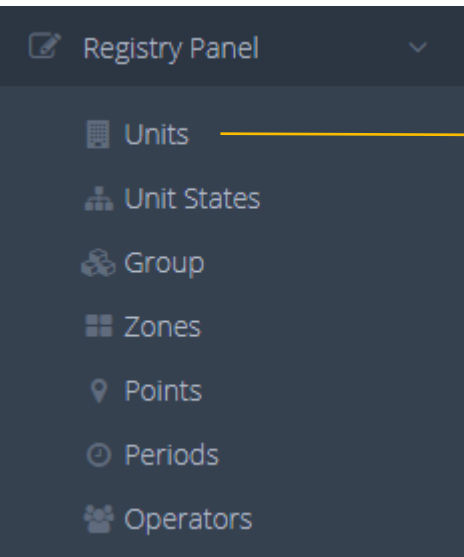 Registry Panel
Units
Unit States
Group
Zones
Points
Periods
Operators